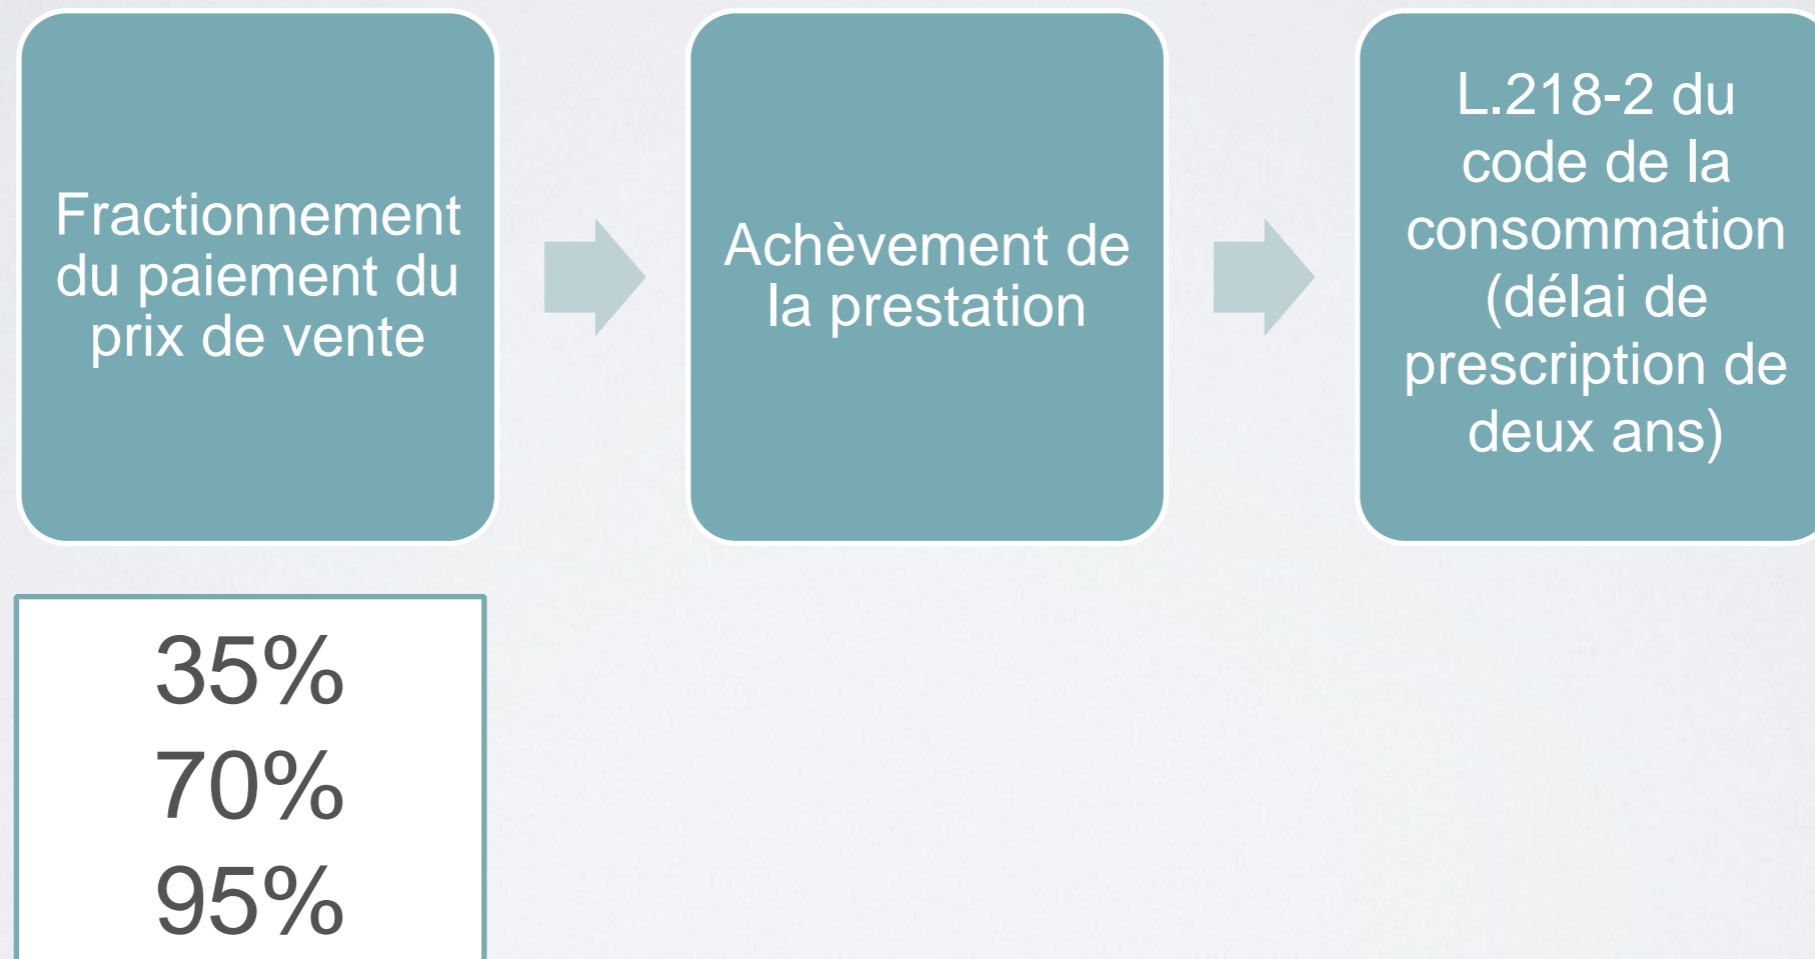 Fractionnement
du paiement du
prix de vente
Achèvement de
la prestation
L.218-2 du
code de la
consommation
(délai de
prescription de
deux ans)
35%
70%
95%